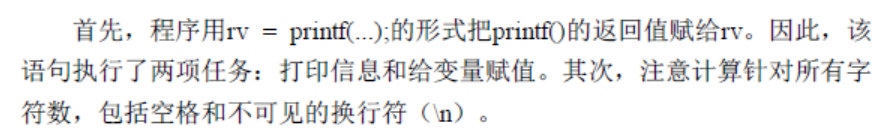 首先，程序用rv = printf(...);的形式把printf()的返回值赋给rv。因此，该
语句执行了两项任务：打印信息和给变量赋值。其次，注意计算针对所有字
符数，包括空格和不可见的换行符（\n）。